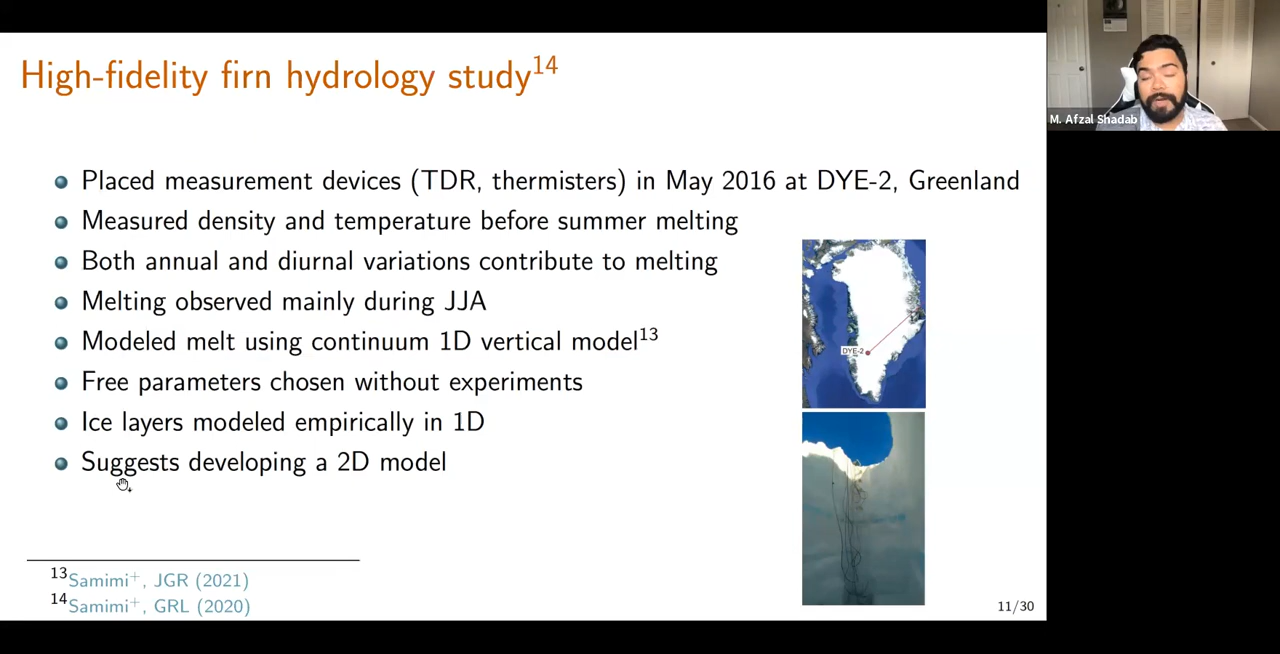 High-fidelity firn hydrology study14
M. Afzal Shadab
Placed measurement devices (TDR, thermisters) in May 2016 at DYE-2, Greenland
Measured density and temperature before summer melting
Both annual and diurnal variations contribute to melting
Melting observed mainly during JJA
Modeled melt using continuum 1D vertical model13
Free parameters chosen without experiments
Ice layers modeled empirically in 1D
Suggests developing a 2D model
DYE-2
13Samimi+, JGR (2021)
14Samimi+, GRL (2020)
11/30